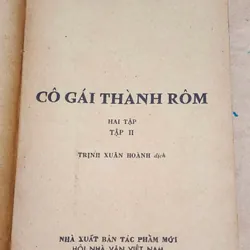 CÔ GÁI THÀNH RÔM
HAI TẬP
TẬP II
TRỊNH XUÂN HOÀNH dịch
NHÀ XUẤT BẢN TÁC PHẨM MỚI
HỘI NHÀ VĂN VIỆT NAM